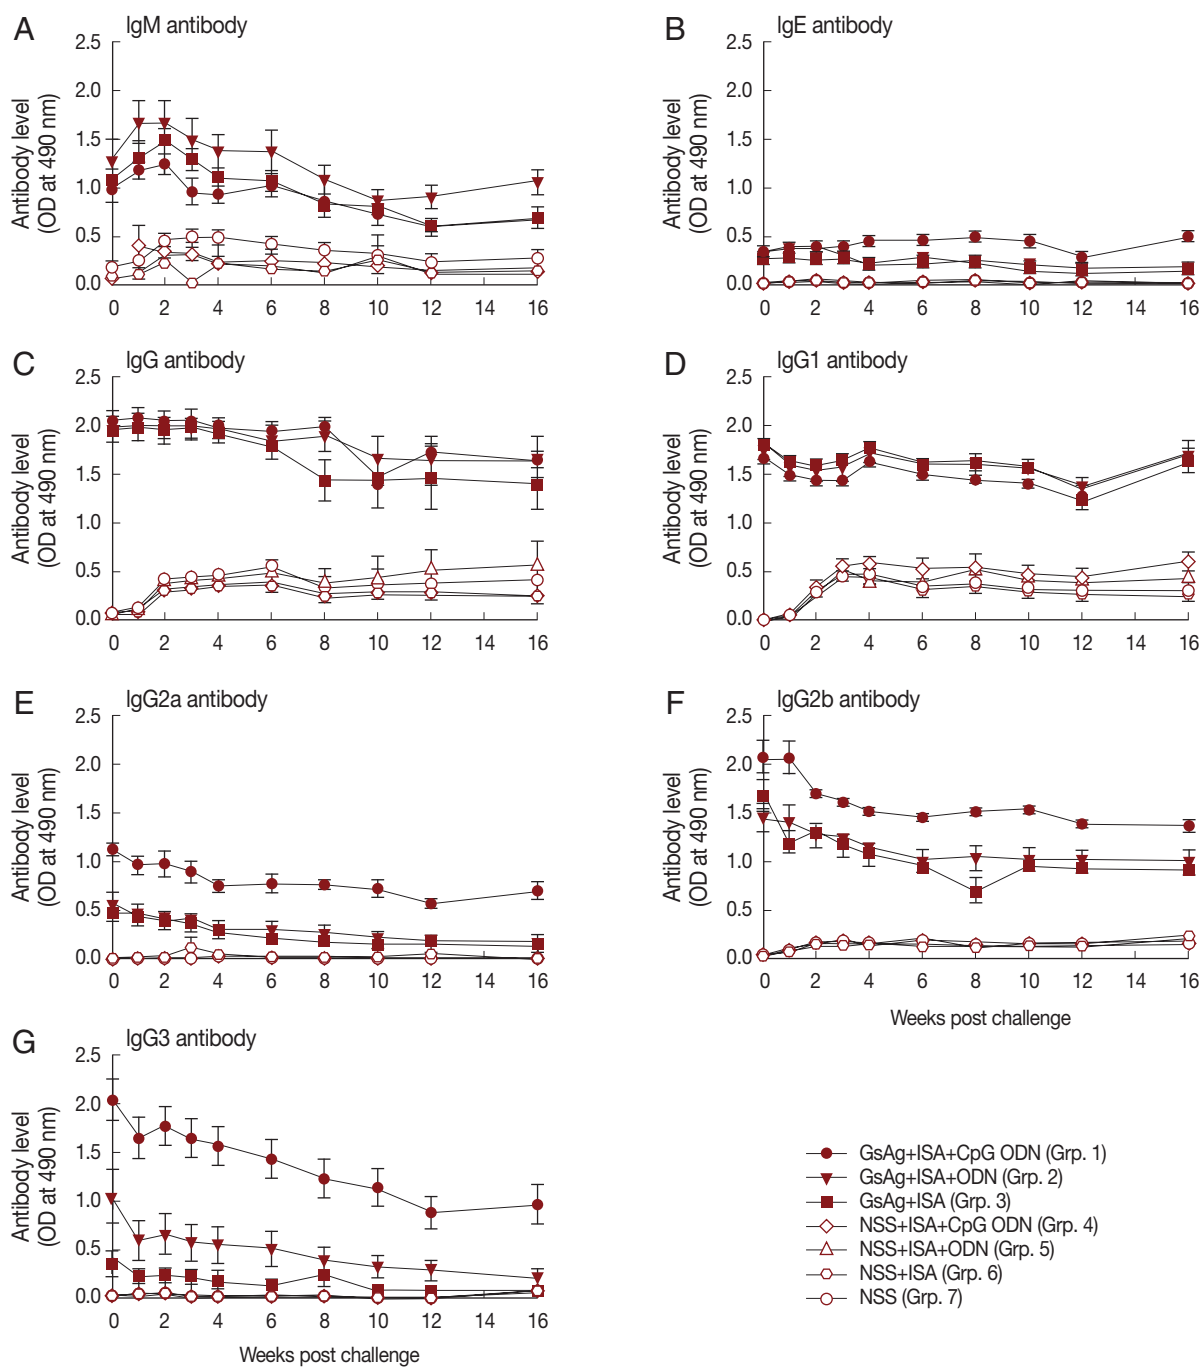 A IgM antibody
2.5
2.0
1.5
1.0
0.5
0.0
Antibody level
(OD at 490 nm)
0 2 4 6 8 10 12 14 16
B IgE antibody
2.5
2.0
1.5
1.0
0.5
0.0
Antibody level
(OD at 490 nm)
0 2 4 6 8 10 12 14 16
C IgG antibody
2.5
2.0
1.5
1.0
0.5
0.0
Antibody level
(OD at 490 nm)
0 2 4 6 8 10 12 14 16
D IgG1 antibody
2.5
2.0
1.5
1.0
0.5
0.0
Antibody level
(OD at 490 nm)
0 2 4 6 8 10 12 14 16
E IgG2a antibody
2.5
2.0
1.5
1.0
0.5
0.0
Antibody level
(OD at 490 nm)
0 2 4 6 8 10 12 14 16
F IgG2b antibody
2.5
2.0
1.5
1.0
0.5
0.0
Antibody level
(OD at 490 nm)
0 2 4 6 8 10 12 14 16
Weeks post challenge
G IgG3 antibody
2.5
2.0
1.5
1.0
0.5
0.0
Antibody level
(OD at 490 nm)
0 2 4 6 8 10 12 14 16
Weeks post challenge
GsAg+ISA+CpG ODN (Grp. 1)
GsAg+ISA+ODN (Grp. 2)
GsAg+ISA (Grp. 3)
NSS+ISA+CpG ODN (Grp. 4)
NSS+ISA+ODN (Grp. 5)
NSS+ISA (Grp. 6)
NSS (Grp. 7)